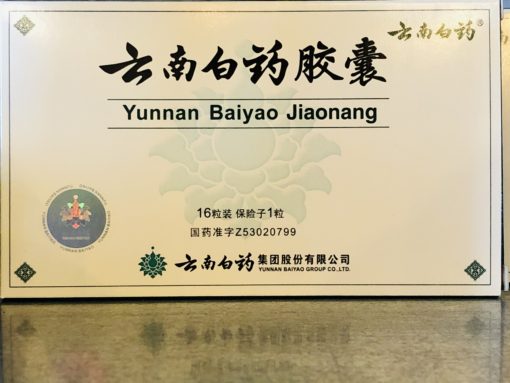 云南白药®
云南白药胶囊
Yunnan Baiyao Jiaonang
16粒装 保险子1粒
国药准字Z53020799
云南白药集团股份有限公司
YUNNAN BAIYAO GROUP CO.,LTD.